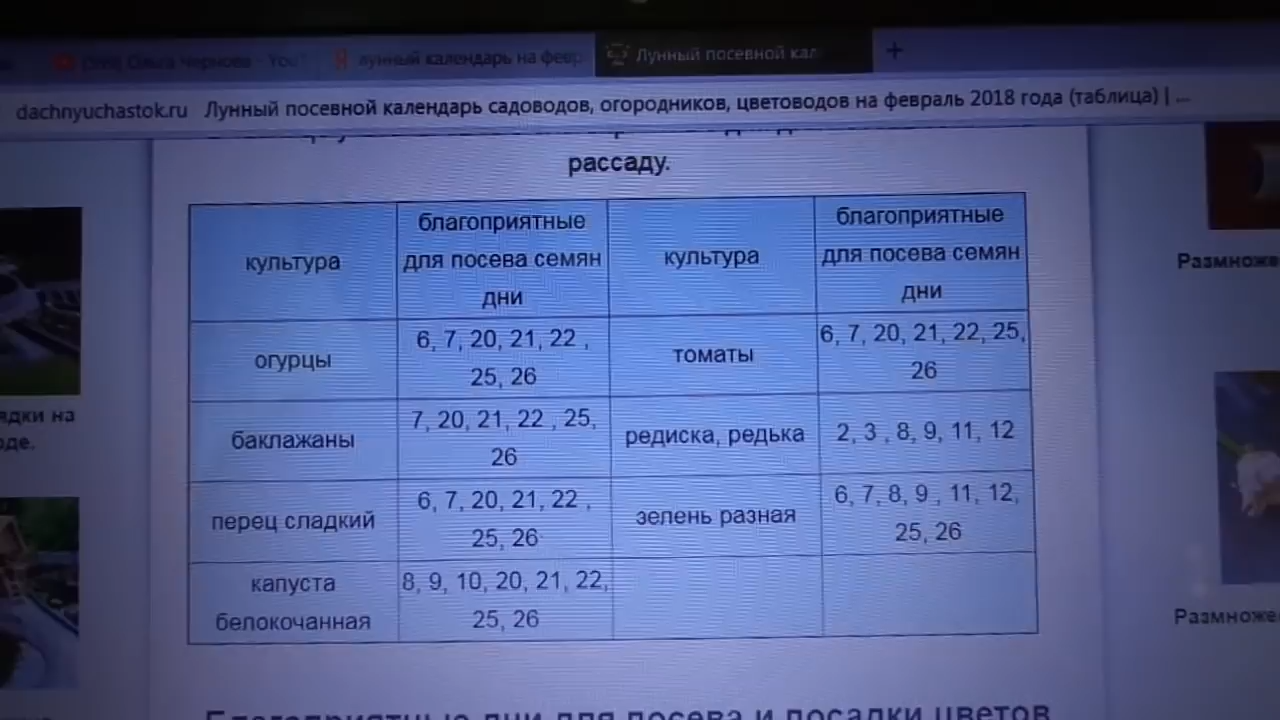 лунный календарь на февр
Лунный посевной кал
+
dachnyuchastok.ru Лунный посевной календарь садоводов, огородников, цветоводов на февраль 2018 года (таблица) | ...
рассаду.
культура
благоприятные
для посева семян
дни
культура
благоприятные
для посева семян
дни
огурцы
6, 7, 20, 21, 22 ,
25, 26
томаты
6, 7, 20, 21, 22, 25,
26
баклажаны
7, 20, 21, 22 , 25,
26
редиска, редька
2, 3 , 8, 9, 11, 12
перец сладкий
6, 7, 20, 21, 22 ,
25, 26
зелень разная
6, 7, 8, 9 , 11, 12,
25, 26
капуста
белокочанная
8, 9, 10, 20, 21, 22,
25, 26
Благоприятные дни для посева и посадки цветов
ядки на
оде.
Размноже
Размноже